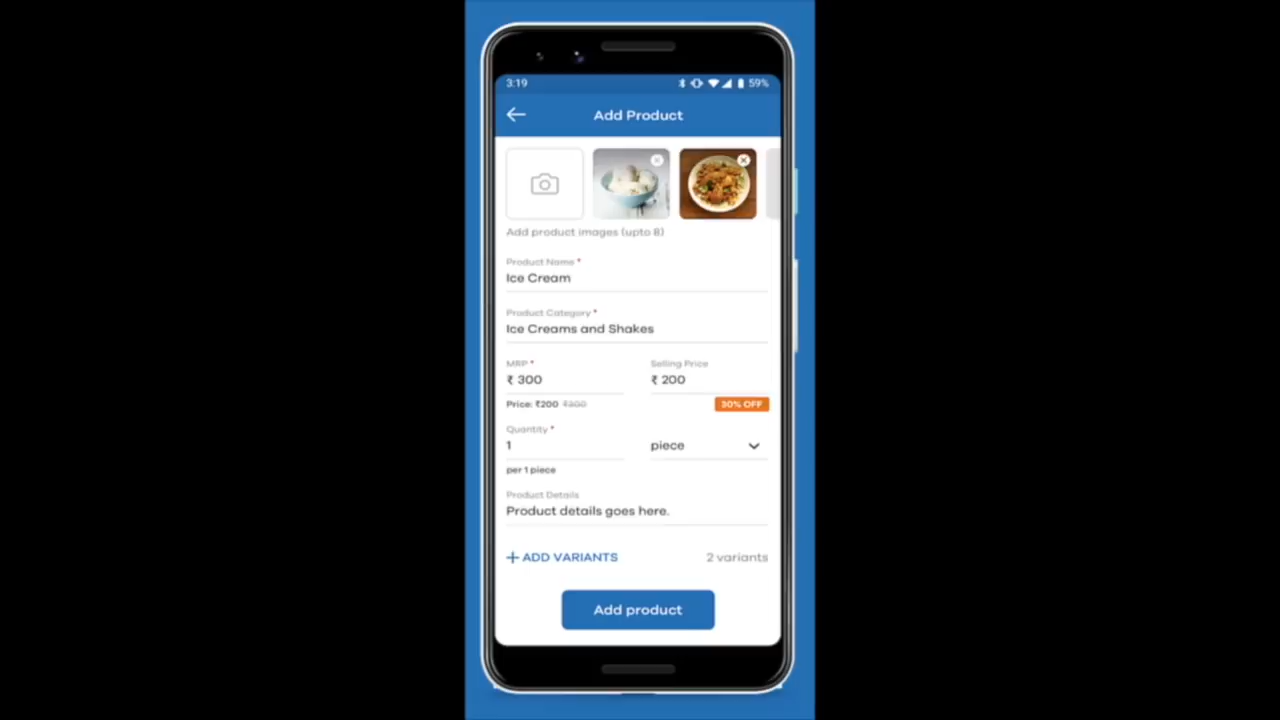 3:19 59%
Add Product
Add product images (upto 8)
Product Name *
Ice Cream
Product Category *
Ice Creams and Shakes
MRP * Selling Price
₹ 300 ₹ 200
Price: ₹200 ₹300 30% OFF
Quantity *
1 piece
per 1 piece
Product Details
Product details goes here.
+ ADD VARIANTS 2 variants
Add product